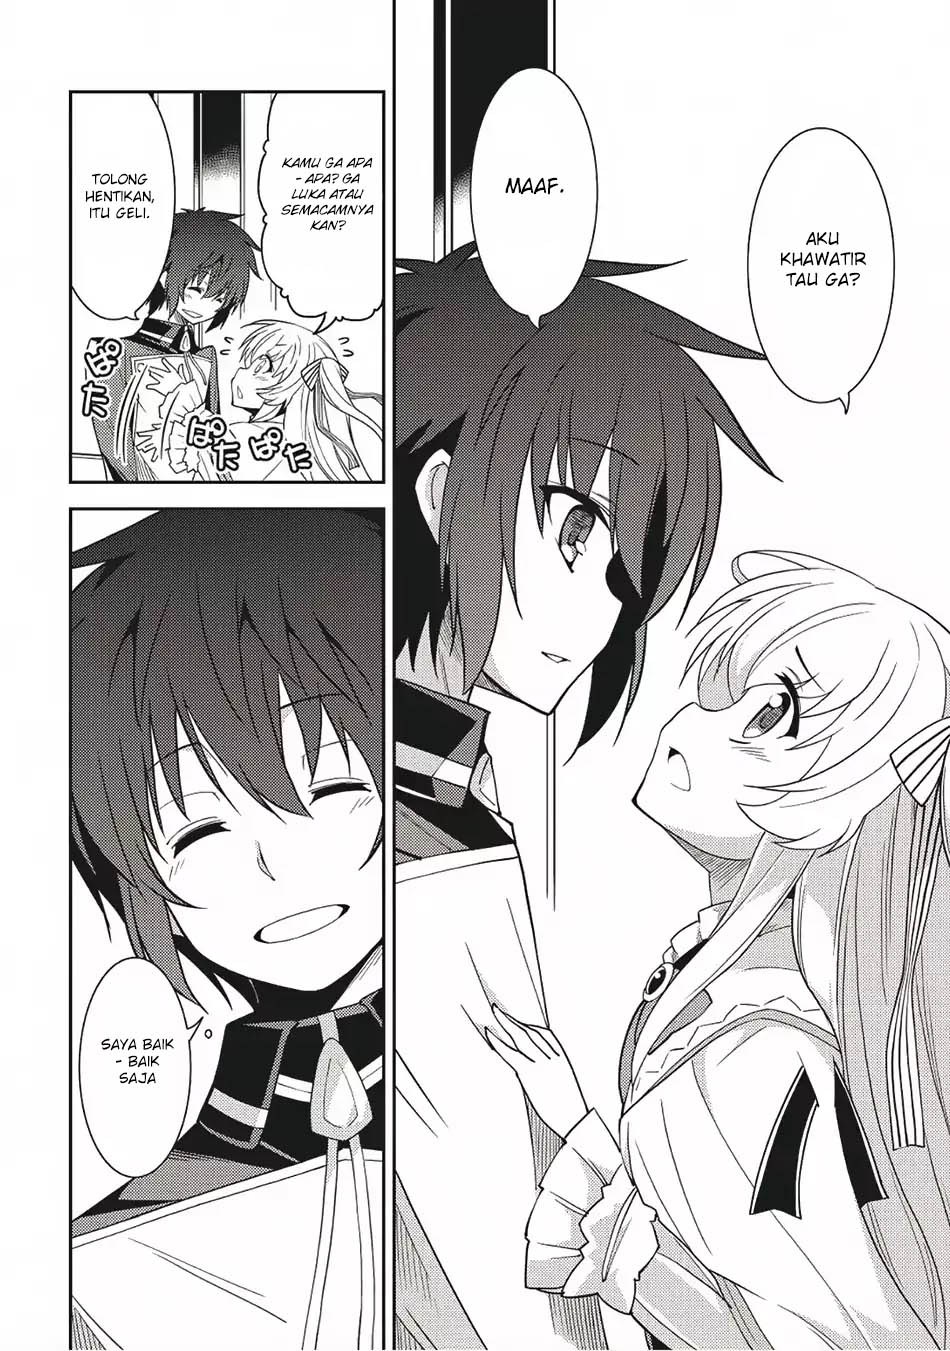 AKU
KHAWATIR
TAU GA?
MAAF.
KAMU GA APA
- APA? GA
LUKA ATAU
SEMACAMNYA
KAN?
TOLONG
HENTIKAN,
ITU GELI.
ぱた
ぱた
ぱた
SAYA BAIK
- BAIK
SAJA